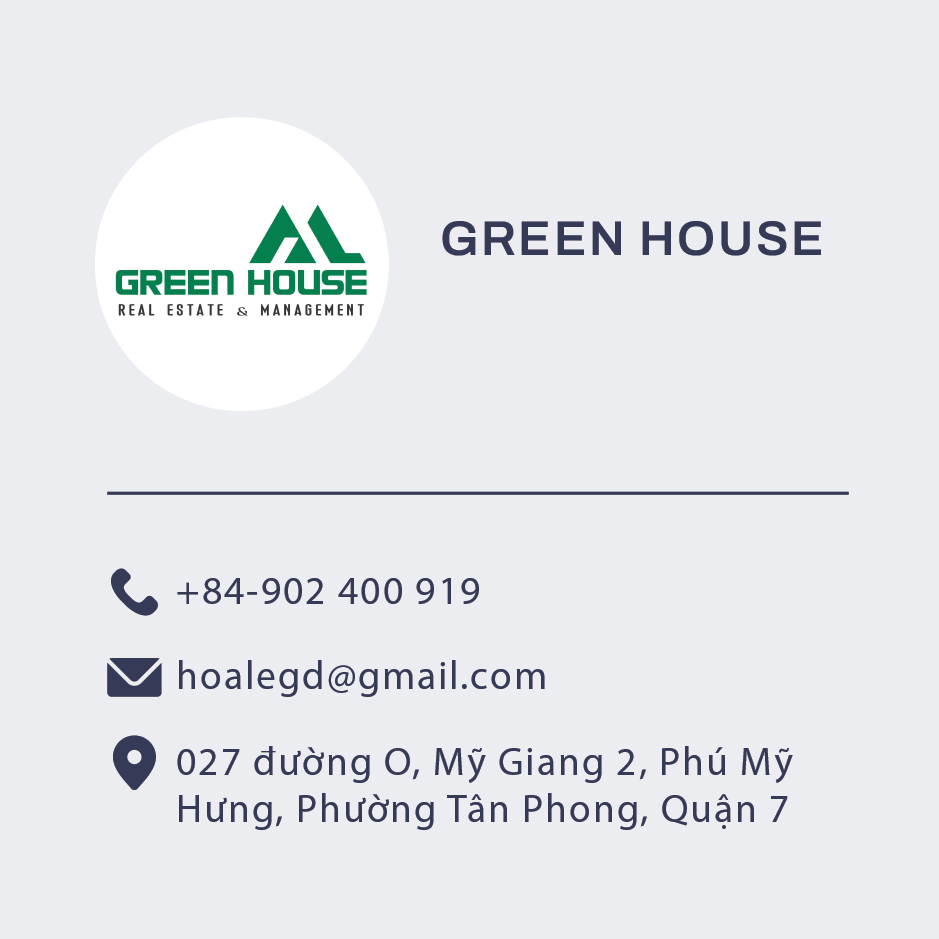 GREEN HOUSE
REAL ESTATE & MANAGEMENT
GREEN HOUSE
+84-902 400 919
hoalegd@gmail.com
027 đường O, Mỹ Giang 2, Phú Mỹ
Hưng, Phường Tân Phong, Quận 7